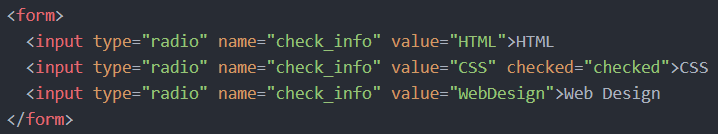 <form>
  <input type="radio" name="check_info" value="HTML">HTML
  <input type="radio" name="check_info" value="CSS" checked="checked">CSS
  <input type="radio" name="check_info" value="WebDesign">Web Design
</form>